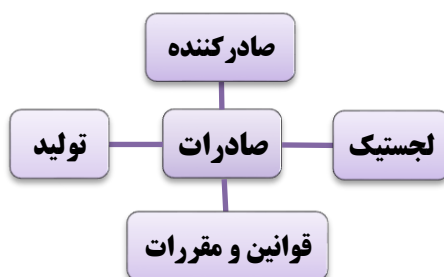 صادرکننده
لجستیک
صادرات
تولید
قوانین و مقررات